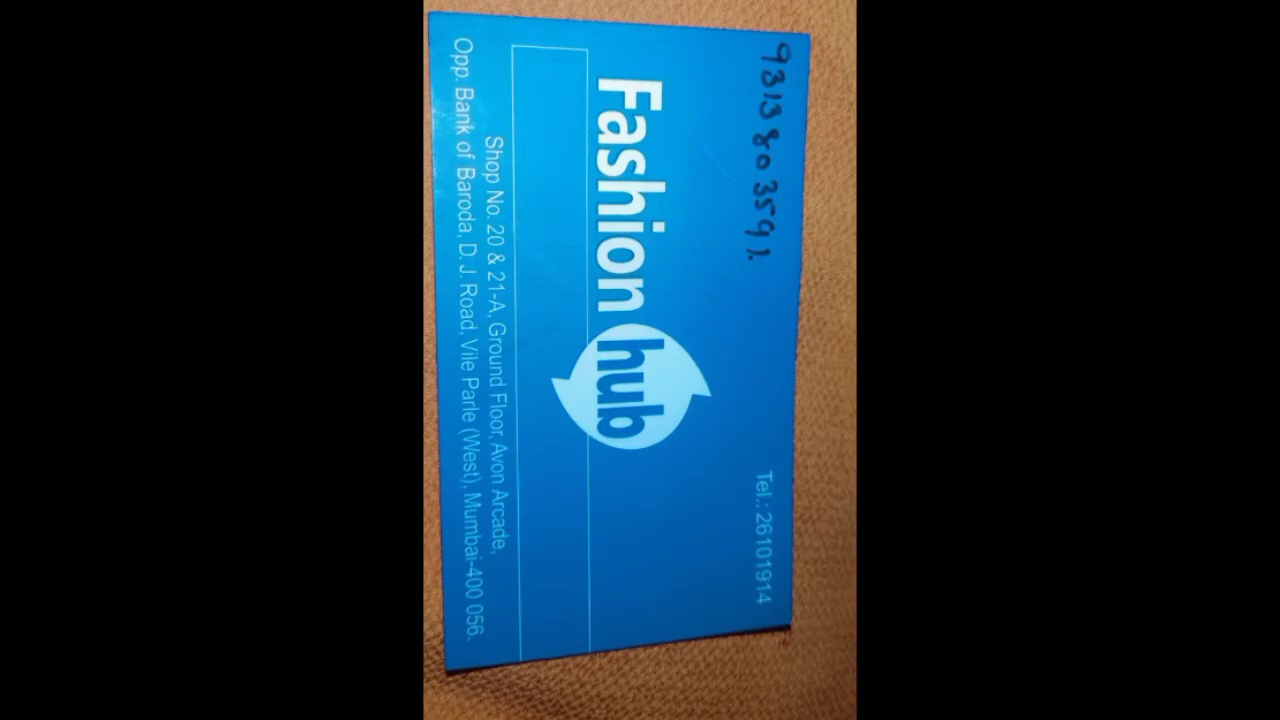 9313803591.
Tel.: 26101914
Fashion hub
Shop No. 20 & 21-A, Ground Floor, Avon Arcade,
Opp. Bank of Baroda, D. J. Road, Vile Parle (West), Mumbai-400 056.